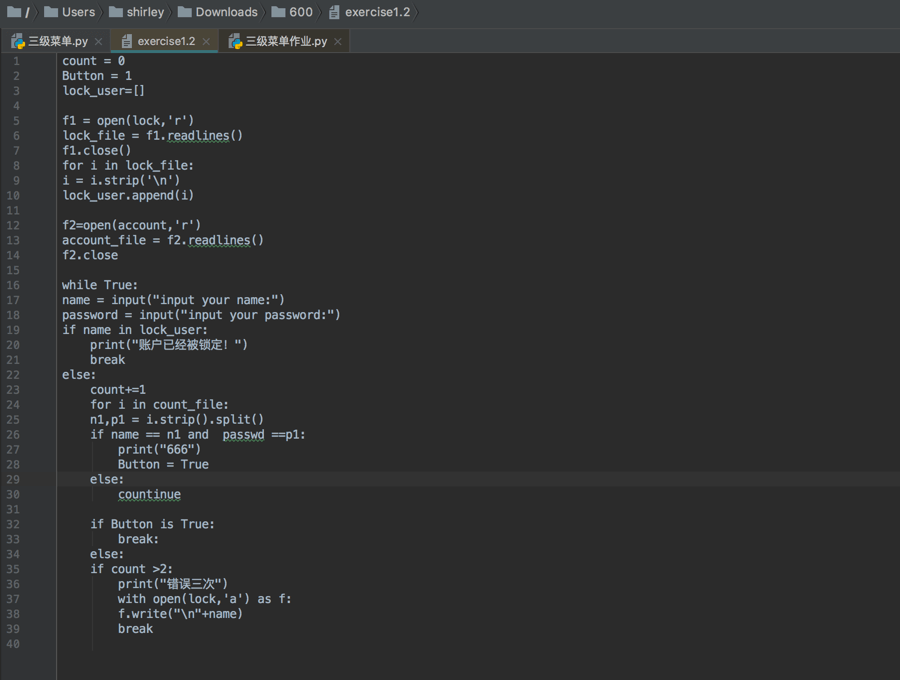 / Users shirley Downloads 600 exercise1.2
三级菜单.py × exercise1.2 × 三级菜单作业.py ×
1 count = 0
2 Button = 1
3 lock_user=[]
4
5 f1 = open(lock,'r')
6 lock_file = f1.readlines()
7 f1.close()
8 for i in lock_file:
9 i = i.strip('\n')
10 lock_user.append(i)
11
12 f2=open(account,'r')
13 account_file = f2.readlines()
14 f2.close
15
16 while True:
17 name = input("input your name:")
18 password = input("input your password:")
19 if name in lock_user:
20     print("账户已经被锁定！")
21     break
22 else:
23     count+=1
24     for i in count_file:
25     n1,p1 = i.strip().split()
26     if name == n1 and  passwd ==p1:
27         print("666")
28         Button = True
29     else:
30         countinue
31
32     if Button is True:
33         break:
34     else:
35     if count >2:
36         print("错误三次")
37         with open(lock,'a') as f:
38         f.write("\n"+name)
39         break
40